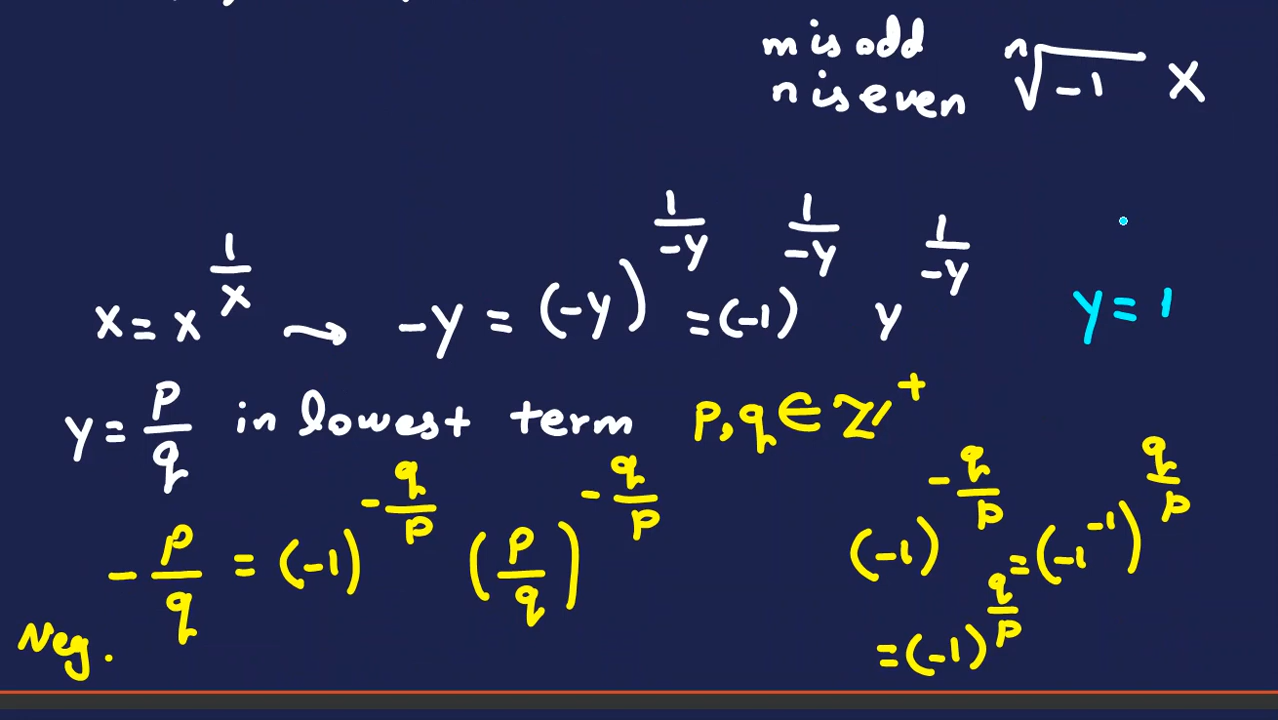 m is odd
n is even ⁿ√-1 X
x = x^(1/x) → -y = (-y)^(1/-y) = (-1)^(1/-y) y^(1/-y) y = 1
y = p/q in lowest term p, q ∈ Z⁺
-p/q = (-1)^(-q/p) (p/q)^(-q/p) (-1)^(-q/p) = (-1^-1)^(q/p)
Neg. = (-1)^(q/p)